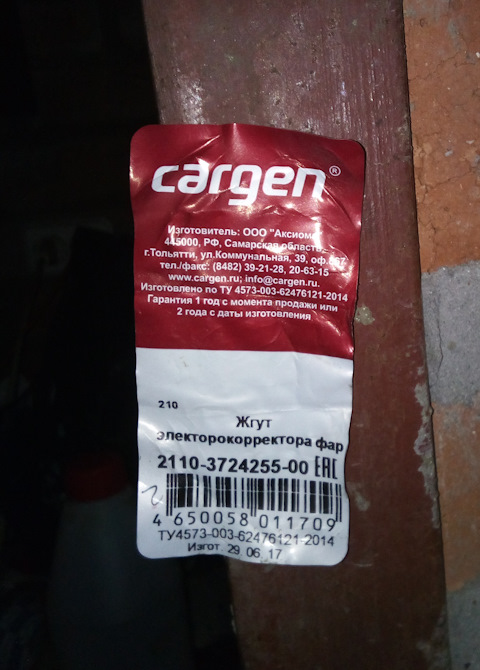 cargen®
Изготовитель: ООО "Аксиома"
445000, РФ, Самарская область,
г.Тольятти, ул.Коммунальная, 39, оф.
тел./факс: (8482) 39-21-28, 20-63-15
www.cargen.ru; info@cargen.ru.
Изготовлено по ТУ 4573-003-62476121-2014
Гарантия 1 год с момента продажи или
2 года с даты изготовления
210
Жгут
электорокорректора фар
2110-3724255-00 EAC
4 650058 011709
ТУ4573-003-62476121-2014
Изгот. 29 06 17